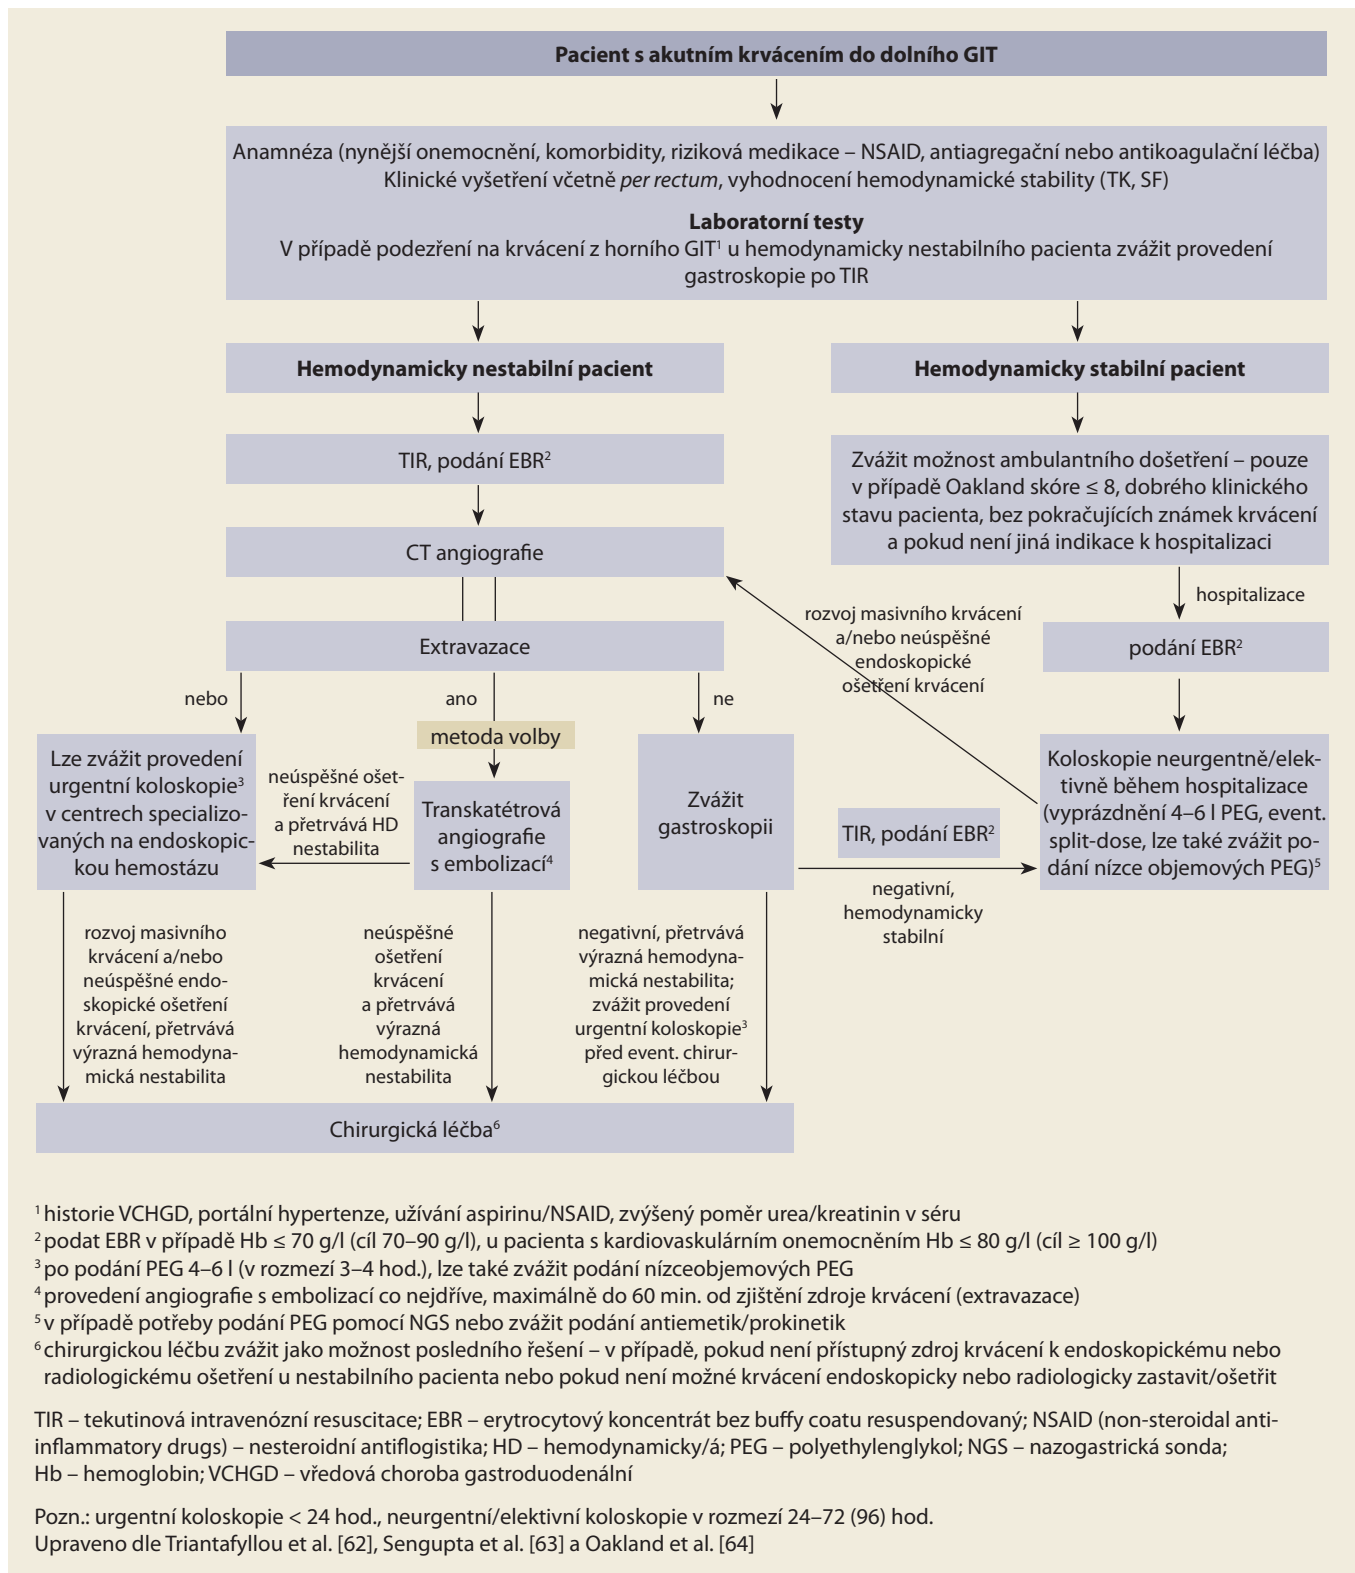 Pacient s akutním krvácením do dolního GIT
Anamnéza (nynější onemocnění, komorbidity, riziková medikace – NSAID, antiagregační nebo antikoagulační léčba)
Klinické vyšetření včetně per rectum, vyhodnocení hemodynamické stability (TK, SF)
Laboratorní testy
V případě podezření na krvácení z horního GIT¹ u hemodynamicky nestabilního pacienta zvážit provedení
gastroskopie po TIR
Hemodynamicky nestabilní pacient
Hemodynamicky stabilní pacient
TIR, podání EBR²
Zvážit možnost ambulantního došetření – pouze
v případě Oakland skóre ≤ 8, dobrého klinického
stavu pacienta, bez pokračujících známek krvácení
a pokud není jiná indikace k hospitalizaci
CT angiografie
hospitalizace
rozvoj masivního krvácení
a/nebo neúspěšné
endoskopické
ošetření krvácení
podání EBR²
Extravazace
nebo
ano
ne
metoda volby
Lze zvážit provedení
urgentní koloskopie³
v centrech specializo-
vaných na endoskopic-
kou hemostázu
neúspěšné ošet-
ření krvácení
a přetrvává HD
nestabilita
Transkatétrová
angiografie
s embolizací⁴
Zvážit
gastroskopii
TIR, podání EBR²
negativní,
hemodynamicky
stabilní
Koloskopie neurgentně/elek-
tivně během hospitalizace
(vyprázdnění 4–6 l PEG, event.
split-dose, lze také zvážit po-
dání nízce objemových PEG)⁵
rozvoj masivního
krvácení a/nebo
neúspěšné endo-
skopické ošetření
krvácení, přetrvává
výrazná hemodyna-
mická nestabilita
neúspěšné
ošetření
krvácení
a přetrvává
výrazná
hemodynamická
nestabilita
negativní, přetrvává
výrazná hemodyna-
mická nestabilita;
zvážit provedení
urgentní koloskopie³
před event. chirur-
gickou léčbou
Chirurgická léčba⁶
¹ historie VCHGD, portální hypertenze, užívání aspirinu/NSAID, zvýšený poměr urea/kreatinin v séru
² podat EBR v případě Hb ≤ 70 g/l (cíl 70–90 g/l), u pacienta s kardiovaskulárním onemocněním Hb ≤ 80 g/l (cíl ≥ 100 g/l)
³ po podání PEG 4–6 l (v rozmezí 3–4 hod.), lze také zvážit podání nízceobjemových PEG
⁴ provedení angiografie s embolizací co nejdříve, maximálně do 60 min. od zjištění zdroje krvácení (extravazace)
⁵ v případě potřeby podání PEG pomocí NGS nebo zvážit podání antiemetik/prokinetik
⁶ chirurgickou léčbu zvážit jako možnost posledního řešení – v případě, pokud není přístupný zdroj krvácení k endoskopickému nebo
radiologickému ošetření u nestabilního pacienta nebo pokud není možné krvácení endoskopicky nebo radiologicky zastavit/ošetřit
TIR – tekutinová intravenózní resuscitace; EBR – erytrocytový koncentrát bez buffy coatu resuspendovaný; NSAID (non-steroidal anti-
inflammatory drugs) – nesteroidní antiflogistika; HD – hemodynamicky/á; PEG – polyethylenglykol; NGS – nazogastrická sonda;
Hb – hemoglobin; VCHGD – vředová choroba gastroduodenální
Pozn.: urgentní koloskopie < 24 hod., neurgentní/elektivní koloskopie v rozmezí 24–72 (96) hod.
Upraveno dle Triantafyllou et al. [62], Sengupta et al. [63] a Oakland et al. [64]